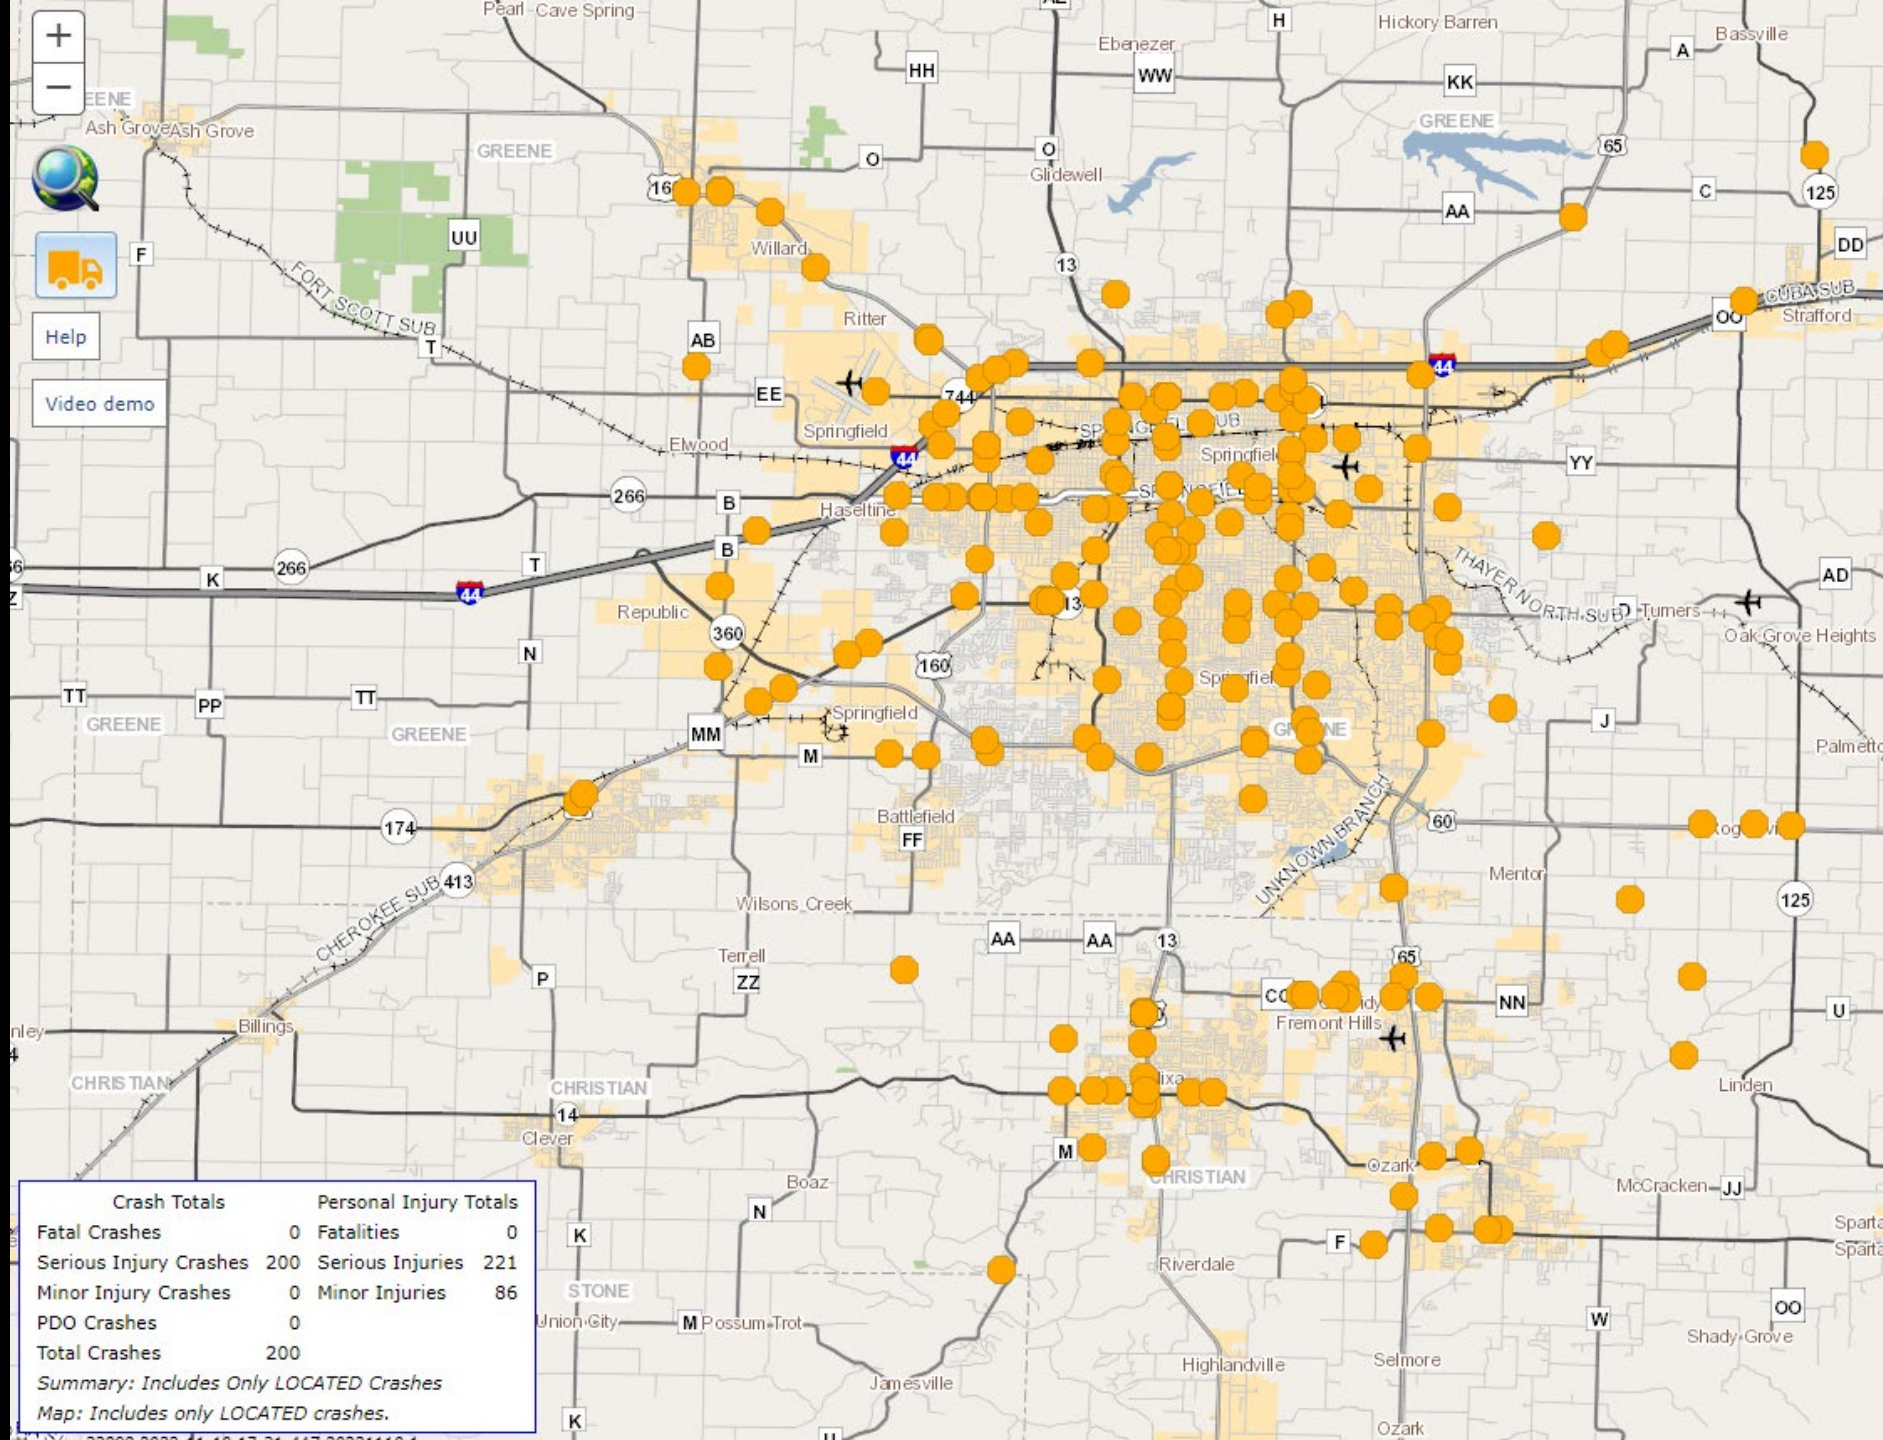 Pearl
Cave Spring
H
Hickory Barren
Bassville
+
Ebenezer
A
HH
WW
KK
−
Ash Grove
Ash Grove
GREENE
GREENE
65
O
O
Glidewell
C
125
AA
UU
Willard
DD
F
13
FORT SCOTT SUB
CUBA SUB
OO
Strafford
Ritter
Help
T
AB
44
EE
744
Video demo
Springfield
Elwood
44
YY
266
B
Haseltine
B
T
THAYER NORTH SUB
266
K
AD
44
Republic
Turners
360
Oak Grove Heights
N
160
TT
PP
TT
GREENE
GREENE
Springfield
J
MM
M
Palmetto
Battlefield
60
174
FF
UNKNOWN BRANCH
Mentor
413
CHEROKEE SUB
Wilsons Creek
125
AA
AA
13
Terrell
65
P
ZZ
NN
U
Billings
Fremont Hills
CHRISTIAN
CHRISTIAN
Linden
14
Clever
M
Ozark
CHRISTIAN
Boaz
McCracken
JJ
N
K
F
Riverdale
STONE
OO
Union City
M
Possum Trot
W
Shady Grove
Highlandville
Selmore
Jamesville
K
Ozark
Crash Totals Personal Injury Totals
Fatal Crashes 0 Fatalities 0
Serious Injury Crashes 200 Serious Injuries 221
Minor Injury Crashes 0 Minor Injuries 86
PDO Crashes 0
Total Crashes 200
Summary: Includes Only LOCATED Crashes
Map: Includes only LOCATED crashes.